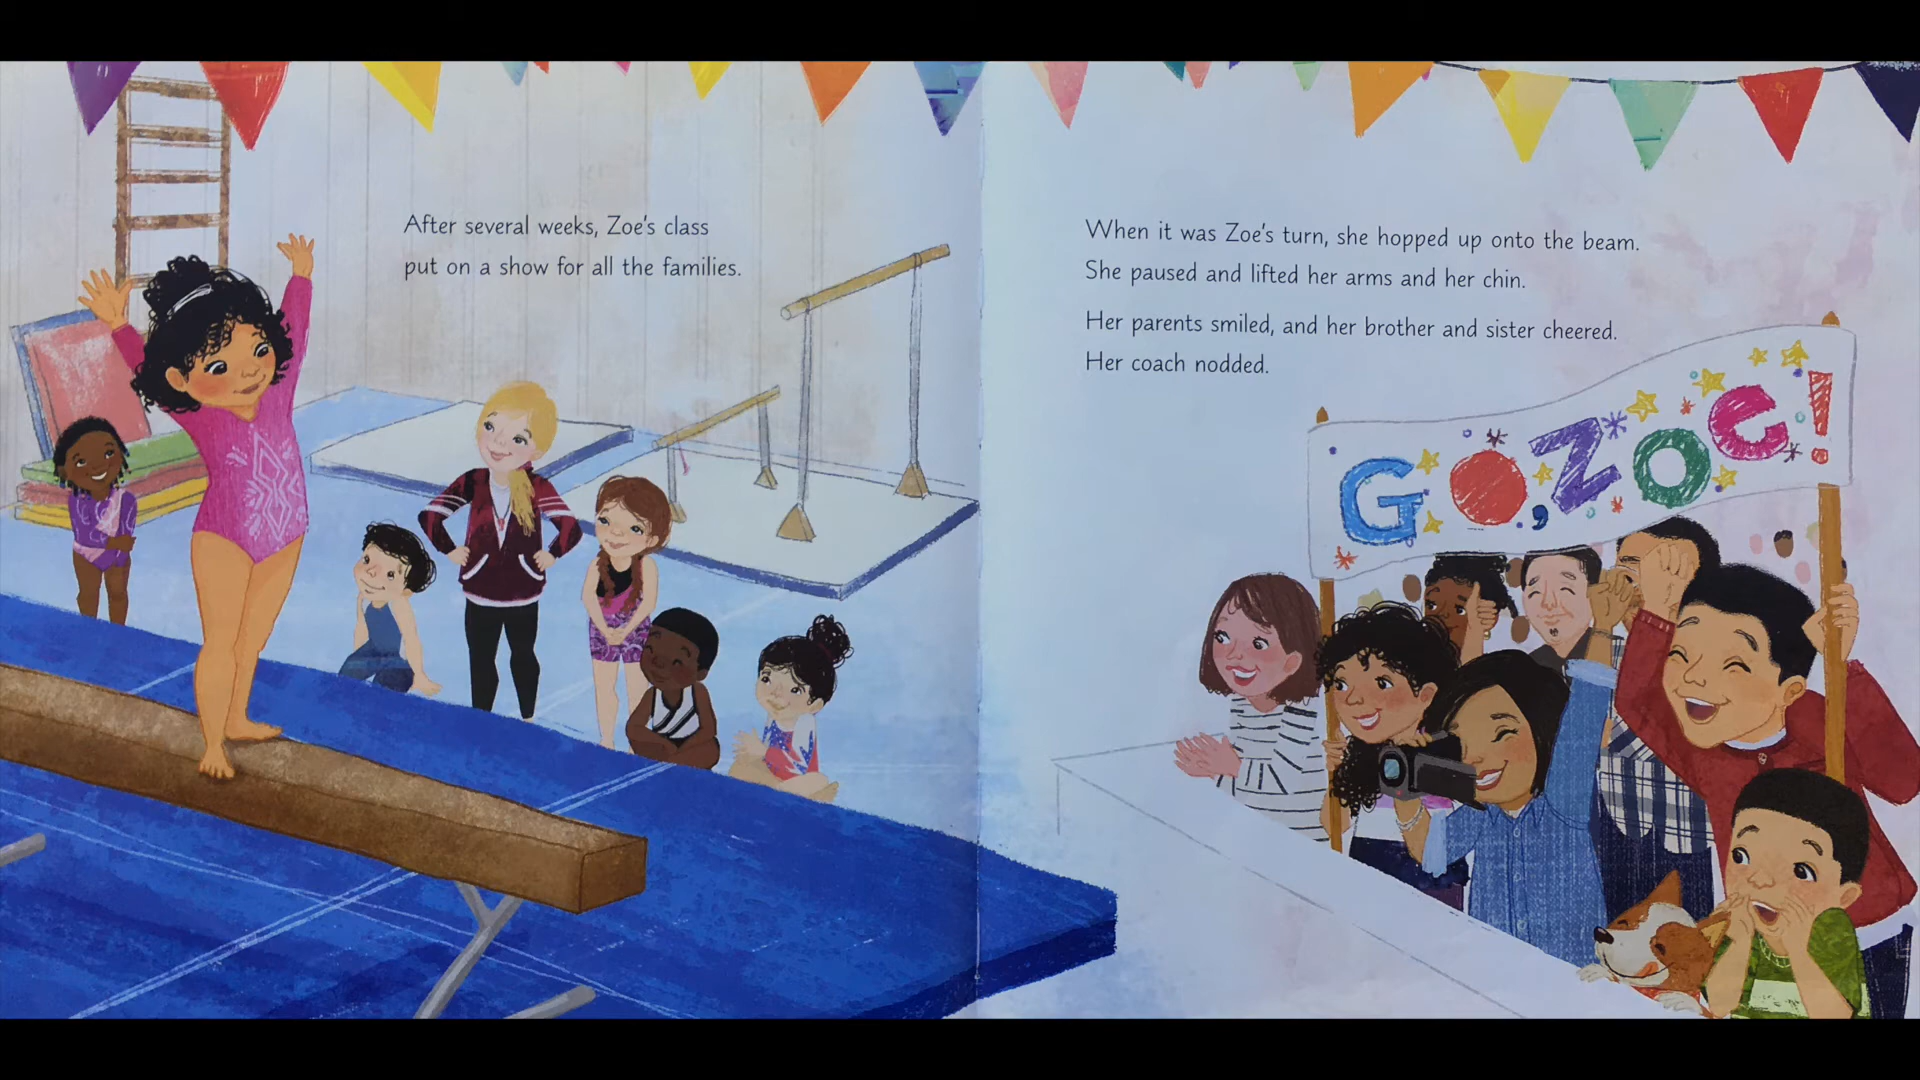 After several weeks, Zoe's class
put on a show for all the families.
When it was Zoe's turn, she hopped up onto the beam.
She paused and lifted her arms and her chin.
Her parents smiled, and her brother and sister cheered.
Her coach nodded.
GO, Zoe!